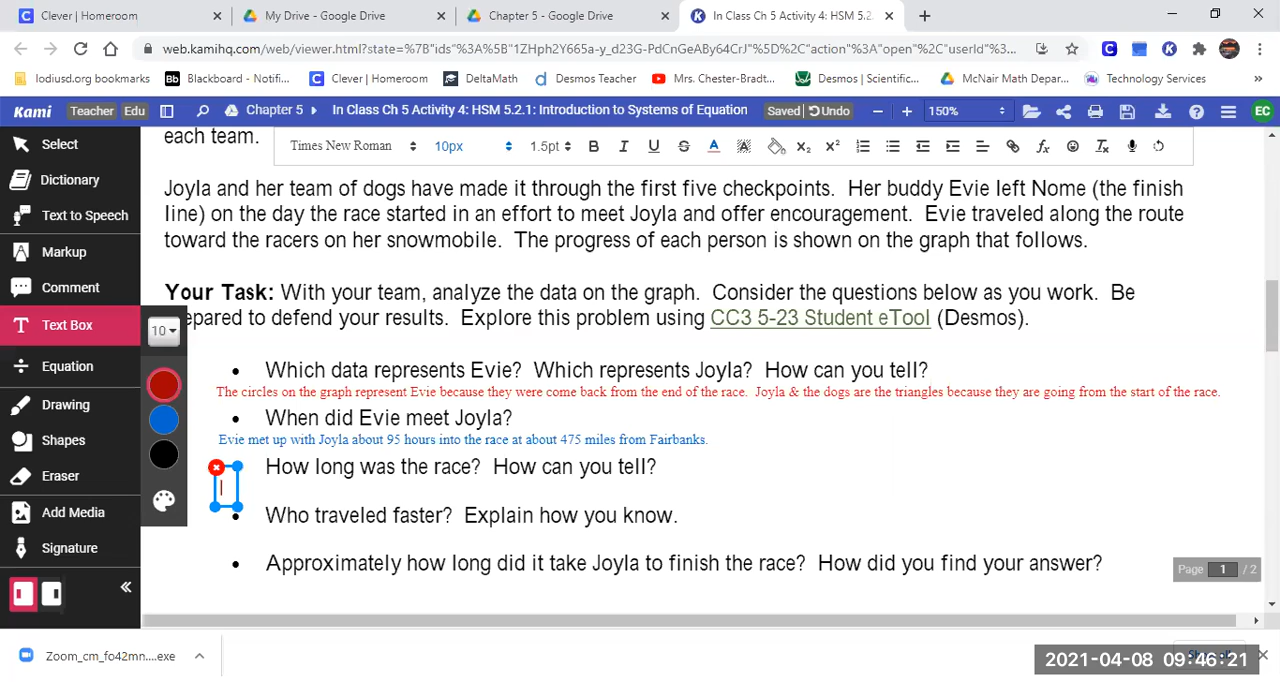 Clever | Homeroom
My Drive - Google Drive
Chapter 5 - Google Drive
In Class Ch 5 Activity 4: HSM 5.2.
web.kamihq.com/web/viewer.html?state=%7B"ids"%3A%5B"1ZHph2Y665a-y_d23G-PdCnGeABy64CrJ"%5D%2C"action"%3A"open"%2C"userId"%3...
lodiusd.org bookmarks
Blackboard - Notifi...
Clever | Homeroom
DeltaMath
Desmos Teacher
Mrs. Chester-Bradt...
Desmos | Scientific...
McNair Math Depar...
Technology Services
Kami Teacher Edu Chapter 5 In Class Ch 5 Activity 4: HSM 5.2.1: Introduction to Systems of Equation Saved Undo 150% EC
Times New Roman 10px 1.5pt B I U S A
Select
Dictionary
Text to Speech
Markup
Comment
Text Box
Equation
Drawing
Shapes
Eraser
Add Media
Signature
10
each team.
Joyla and her team of dogs have made it through the first five checkpoints. Her buddy Evie left Nome (the finish
line) on the day the race started in an effort to meet Joyla and offer encouragement. Evie traveled along the route
toward the racers on her snowmobile. The progress of each person is shown on the graph that follows.
Your Task: With your team, analyze the data on the graph. Consider the questions below as you work. Be
epared to defend your results. Explore this problem using CC3 5-23 Student eTool (Desmos).
• Which data represents Evie? Which represents Joyla? How can you tell?
The circles on the graph represent Evie because they were come back from the end of the race. Joyla & the dogs are the triangles because they are going from the start of the race.
• When did Evie meet Joyla?
Evie met up with Joyla about 95 hours into the race at about 475 miles from Fairbanks.
How long was the race? How can you tell?
• Who traveled faster? Explain how you know.
• Approximately how long did it take Joyla to finish the race? How did you find your answer?
Page 1 / 2
Zoom_cm_fo42mn....exe
2021-04-08 09:46:21